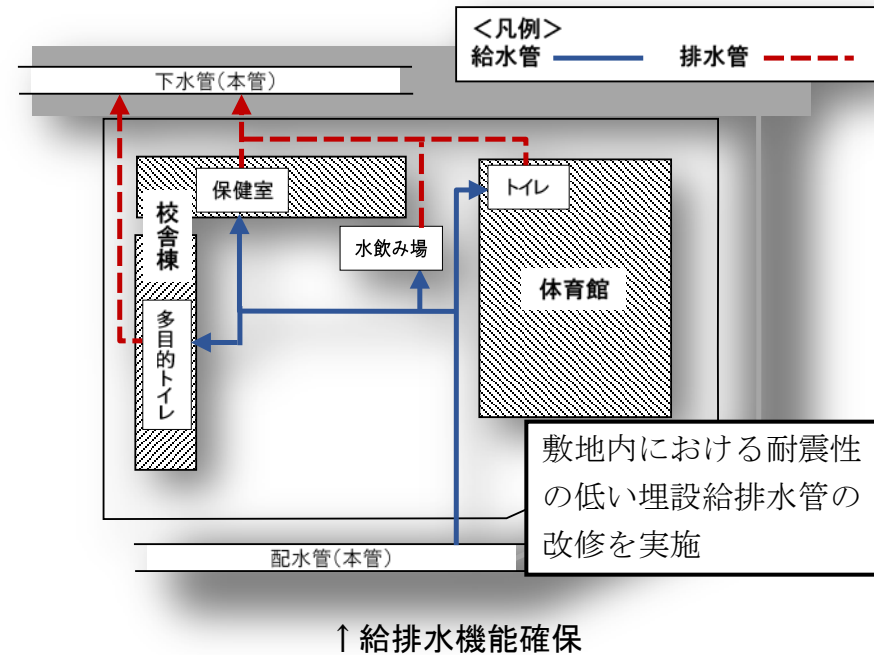 ＜凡例＞
給水管
排水管
下水管（本管）
保健室
トイレ
校舎棟
水飲み場
体育館
多目的トイレ
敷地内における耐震性
の低い埋設給排水管の
改修を実施
配水管（本管）
↑給排水機能確保